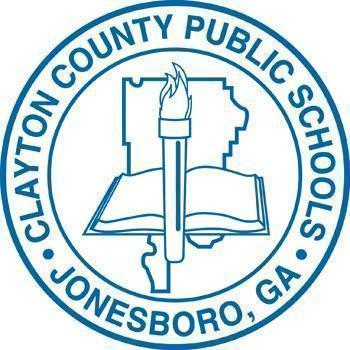 CLAYTON COUNTY PUBLIC SCHOOLS
• JONESBORO, GA •